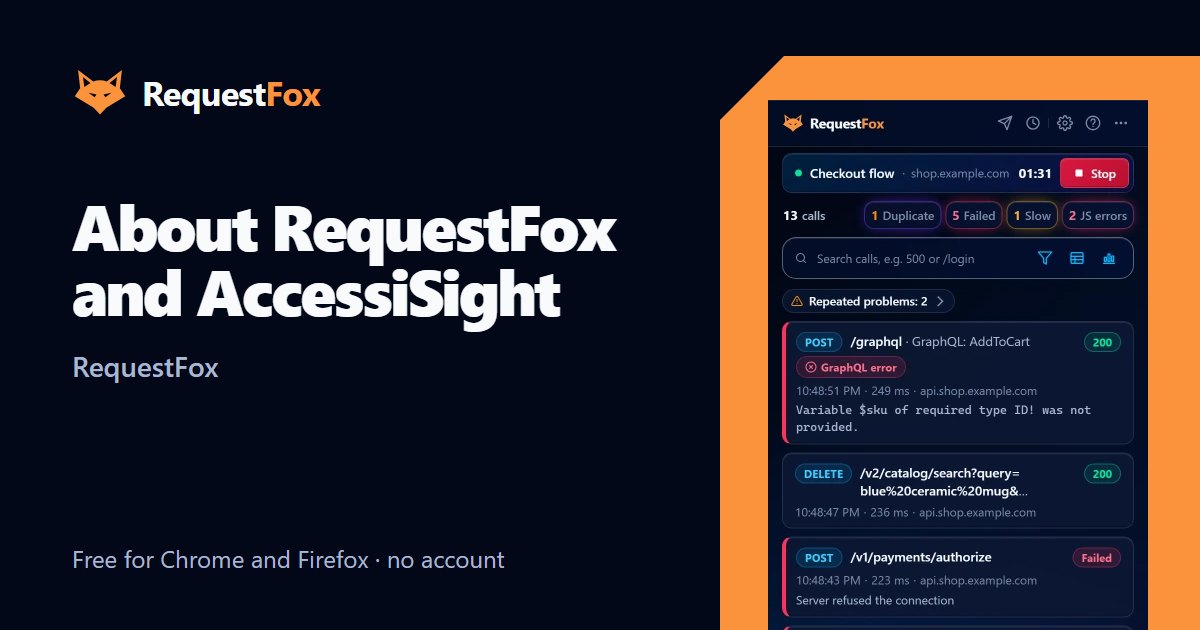 RequestFox
About RequestFox
and AccessiSight
RequestFox
Free for Chrome and Firefox · no account
RequestFox
Checkout flow · shop.example.com 01:31 Stop
13 calls 1 Duplicate 5 Failed 1 Slow 2 JS errors
Search calls, e.g. 500 or /login
Repeated problems: 2
POST /graphql · GraphQL: AddToCart 200
GraphQL error
10:48:51 PM · 249 ms · api.shop.example.com
Variable $sku of required type ID! was not
provided.
DELETE /v2/catalog/search?query= 200
blue%20ceramic%20mug&...
10:48:47 PM · 236 ms · api.shop.example.com
POST /v1/payments/authorize Failed
10:48:43 PM · 223 ms · api.shop.example.com
Server refused the connection